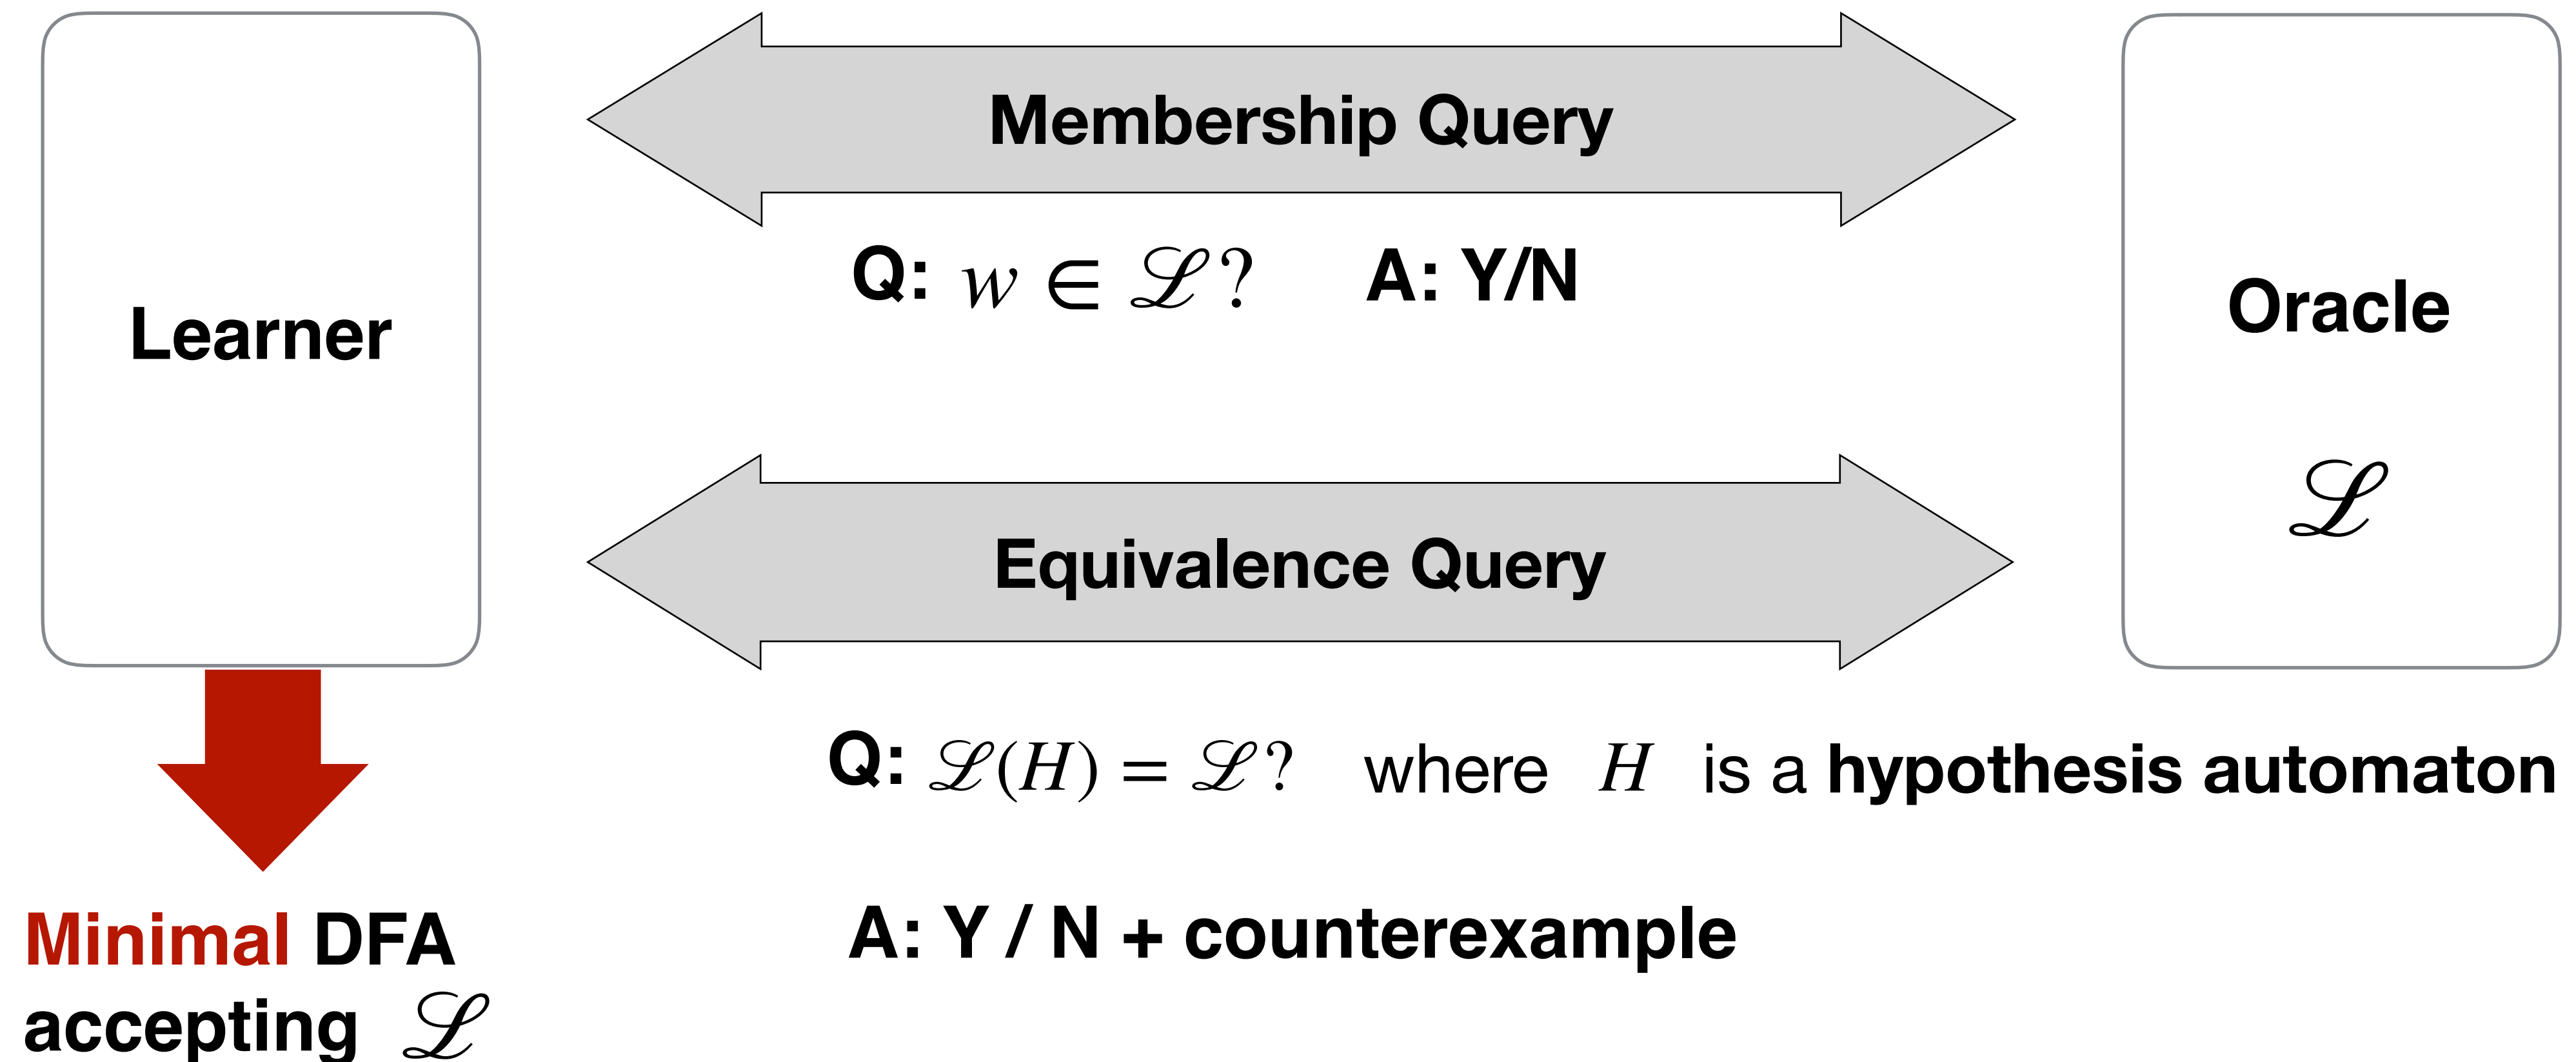 Learner
Membership Query
Q: w ∈ ℒ? A: Y/N
Oracle
ℒ
Equivalence Query
Q: ℒ(H) = ℒ? where H is a hypothesis automaton
A: Y / N + counterexample
Minimal DFA
accepting ℒ